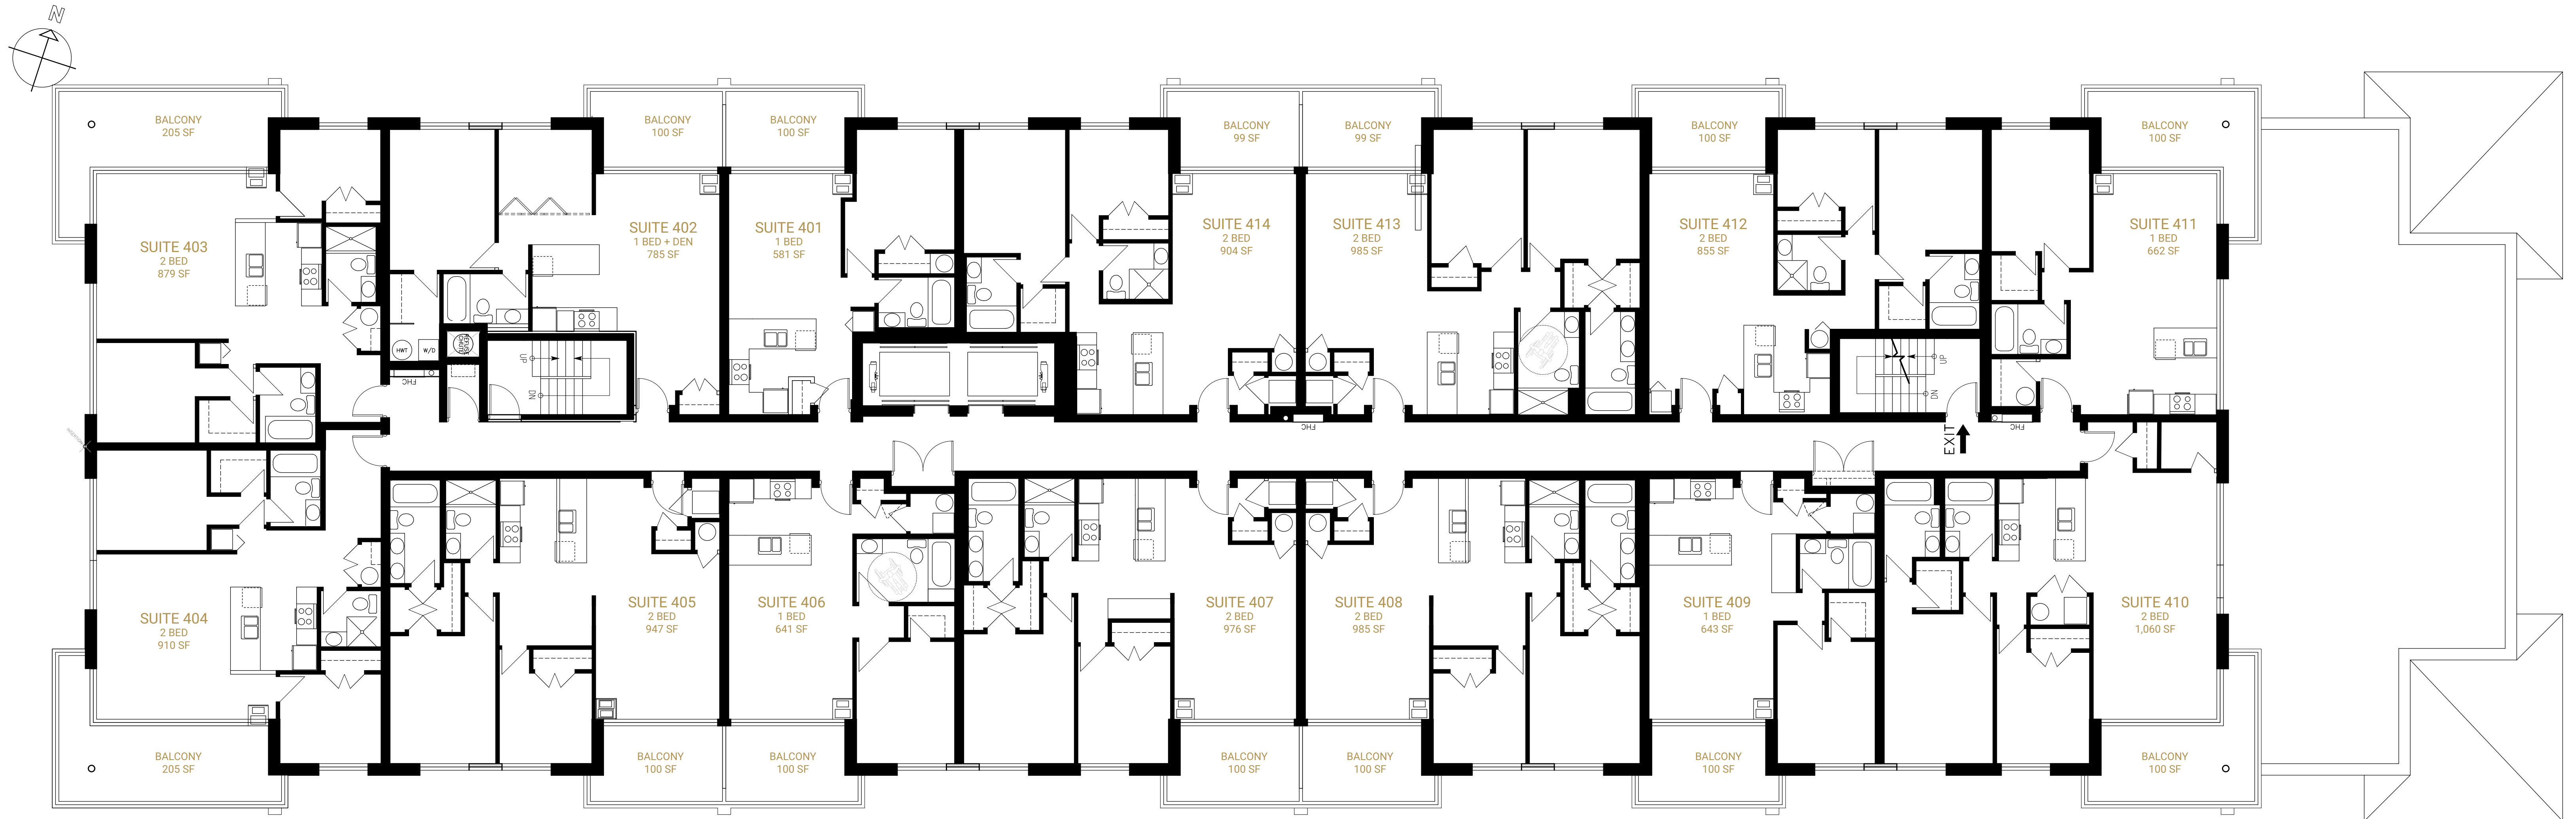 N
BALCONY
205 SF
BALCONY
100 SF
BALCONY
100 SF
BALCONY
99 SF
BALCONY
99 SF
BALCONY
100 SF
BALCONY
100 SF
SUITE 403
2 BED
879 SF
SUITE 402
1 BED + DEN
785 SF
SUITE 401
1 BED
581 SF
SUITE 414
2 BED
904 SF
SUITE 413
2 BED
985 SF
SUITE 412
2 BED
855 SF
SUITE 411
1 BED
662 SF
HWT
W/D
REFUSE
CHUTE
UP
DN
FHC
UP
DN
FHC
FHC
EXIT
SUITE 404
2 BED
910 SF
SUITE 405
2 BED
947 SF
SUITE 406
1 BED
641 SF
SUITE 407
2 BED
976 SF
SUITE 408
2 BED
985 SF
SUITE 409
1 BED
643 SF
SUITE 410
2 BED
1,060 SF
BALCONY
205 SF
BALCONY
100 SF
BALCONY
100 SF
BALCONY
100 SF
BALCONY
100 SF
BALCONY
100 SF
BALCONY
100 SF